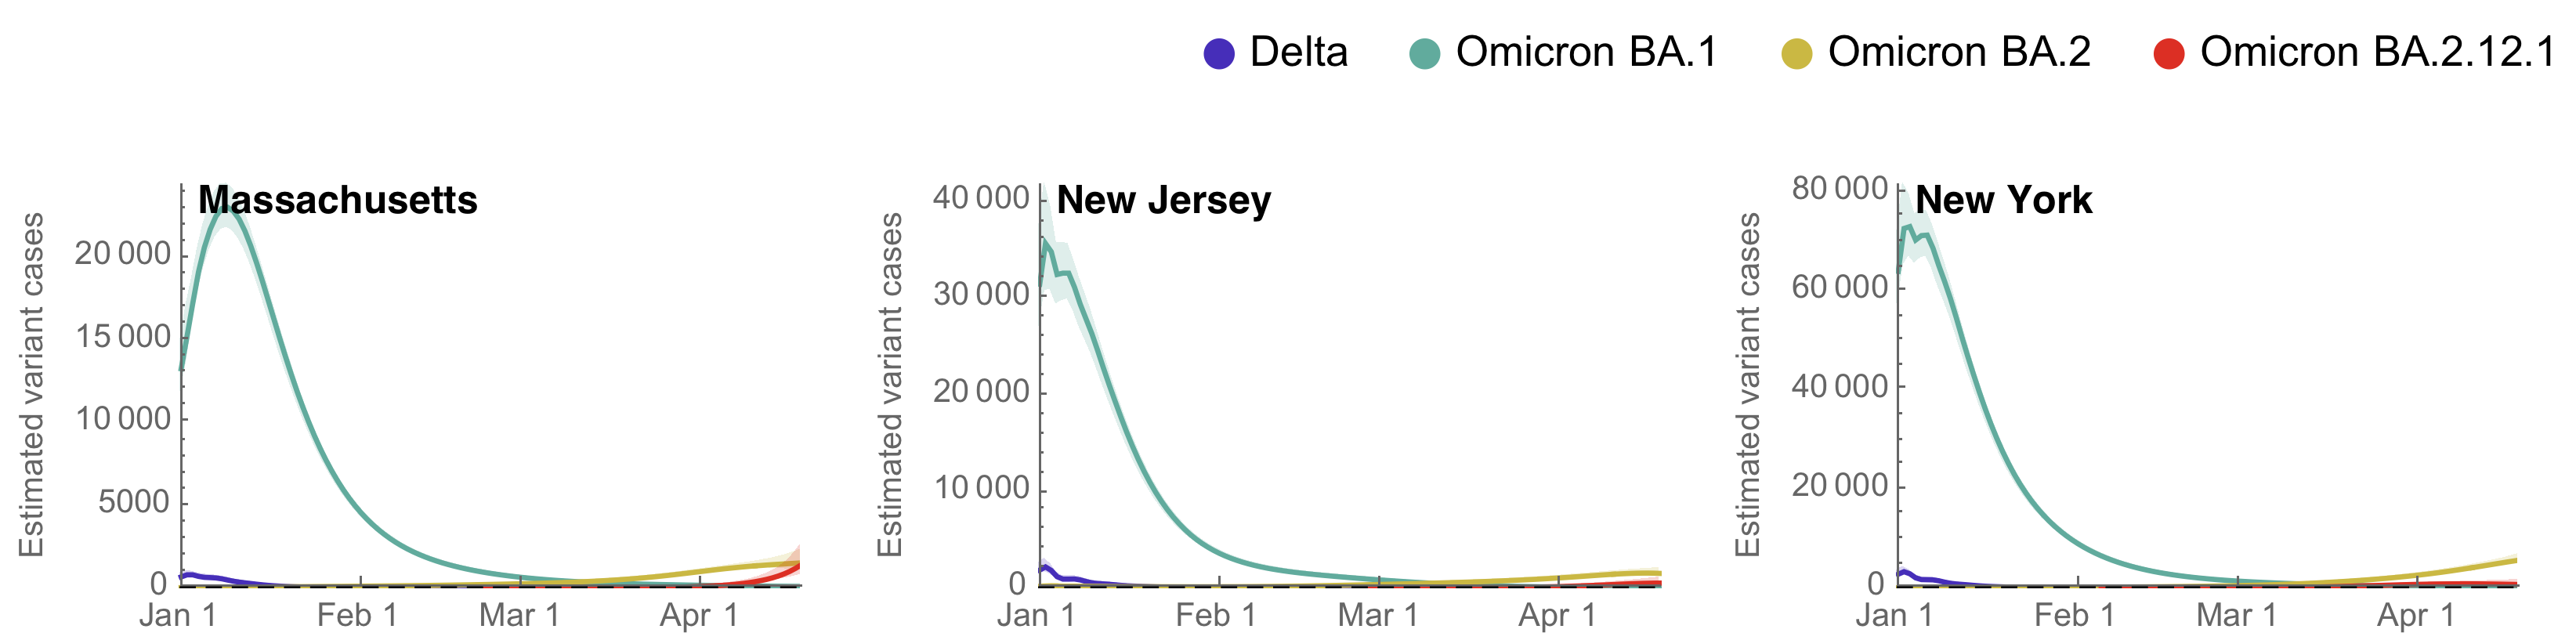 Delta Omicron BA.1 Omicron BA.2 Omicron BA.2.12.1
Massachusetts
Estimated variant cases
20 000
15 000
10 000
5000
0
Jan 1 Feb 1 Mar 1 Apr 1
New Jersey
Estimated variant cases
40 000
30 000
20 000
10 000
0
Jan 1 Feb 1 Mar 1 Apr 1
New York
Estimated variant cases
80 000
60 000
40 000
20 000
0
Jan 1 Feb 1 Mar 1 Apr 1